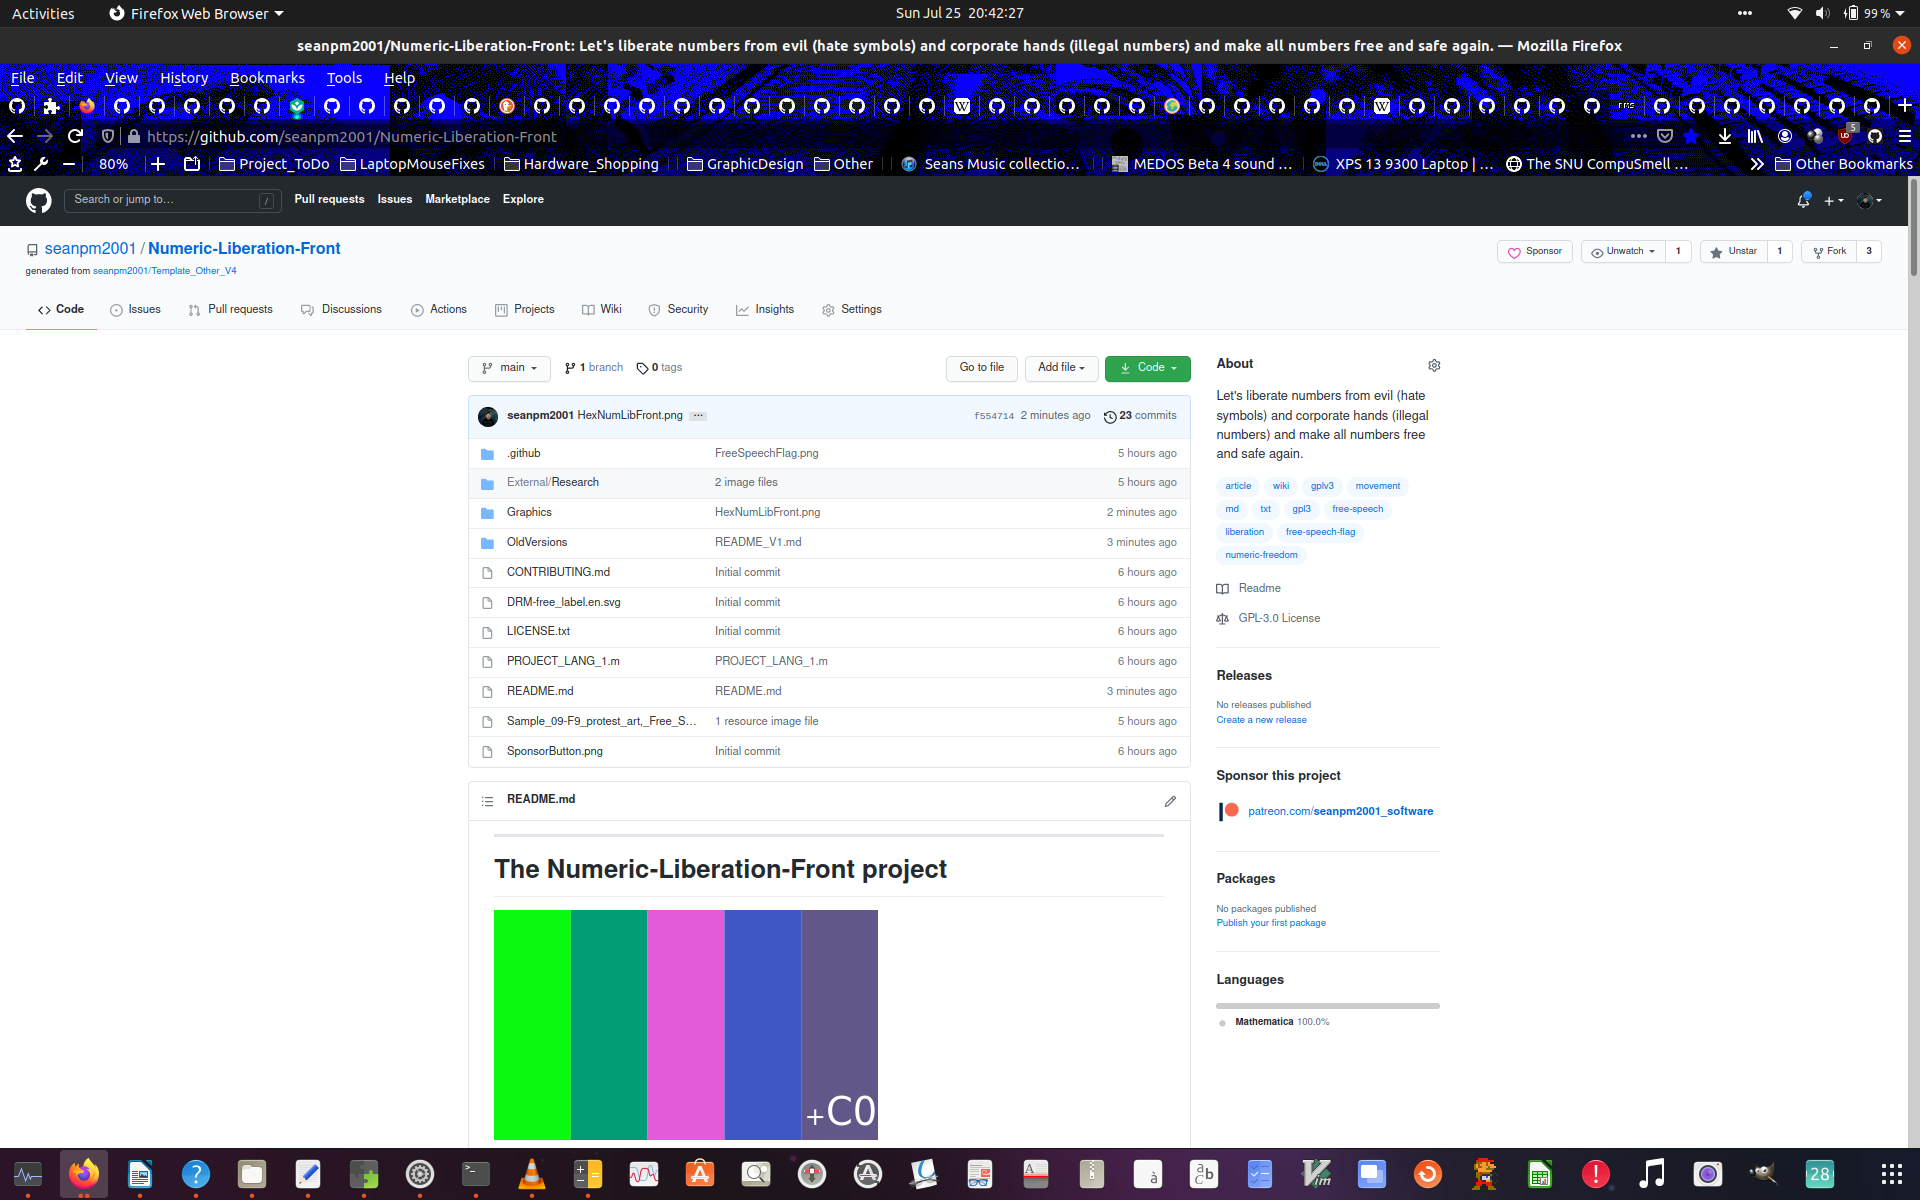 Activities
Firefox Web Browser
Sun Jul 25 20:42:27
99 %
seanpm2001/Numeric-Liberation-Front: Let's liberate numbers from evil (hate symbols) and corporate hands (illegal numbers) and make all numbers free and safe again. — Mozilla Firefox
File Edit View History Bookmarks Tools Help
https://github.com/seanpm2001/Numeric-Liberation-Front
5
80%
Project_ToDo
LaptopMouseFixes
Hardware_Shopping
GraphicDesign
Other
Seans Music collectio…
MEDOS Beta 4 sound …
XPS 13 9300 Laptop | …
The SNU CompuSmell …
Other Bookmarks
Search or jump to…
/
Pull requests Issues Marketplace Explore
seanpm2001 / Numeric-Liberation-Front
generated from seanpm2001/Template_Other_V4
Sponsor
Unwatch 1
Unstar 1
Fork 3
Code
Issues
Pull requests
Discussions
Actions
Projects
Wiki
Security
Insights
Settings
main
1 branch
0 tags
Go to file
Add file
Code
seanpm2001 HexNumLibFront.png
f554714 2 minutes ago
23 commits
.github FreeSpeechFlag.png 5 hours ago
External/Research 2 image files 5 hours ago
Graphics HexNumLibFront.png 2 minutes ago
OldVersions README_V1.md 3 minutes ago
CONTRIBUTING.md Initial commit 6 hours ago
DRM-free_label.en.svg Initial commit 6 hours ago
LICENSE.txt Initial commit 6 hours ago
PROJECT_LANG_1.m PROJECT_LANG_1.m 6 hours ago
README.md README.md 3 minutes ago
Sample_09-F9_protest_art,_Free_S… 1 resource image file 5 hours ago
SponsorButton.png Initial commit 6 hours ago
README.md
The Numeric-Liberation-Front project
+C0
About
Let's liberate numbers from evil (hate
symbols) and corporate hands (illegal
numbers) and make all numbers free
and safe again.
article wiki gplv3 movement
md txt gpl3 free-speech
liberation free-speech-flag
numeric-freedom
Readme
GPL-3.0 License
Releases
No releases published
Create a new release
Sponsor this project
patreon.com/seanpm2001_software
Packages
No packages published
Publish your first package
Languages
Mathematica 100.0%
28